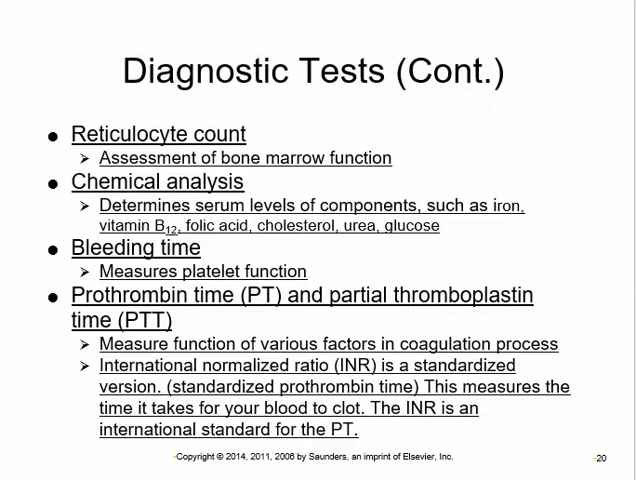 Diagnostic Tests (Cont.)
● Reticulocyte count
➢ Assessment of bone marrow function
● Chemical analysis
➢ Determines serum levels of components, such as iron,
vitamin B12, folic acid, cholesterol, urea, glucose
● Bleeding time
➢ Measures platelet function
● Prothrombin time (PT) and partial thromboplastin
time (PTT)
➢ Measure function of various factors in coagulation process
➢ International normalized ratio (INR) is a standardized
version. (standardized prothrombin time) This measures the
time it takes for your blood to clot. The INR is an
international standard for the PT.
Copyright © 2014, 2011, 2006 by Saunders, an imprint of Elsevier, Inc.
20